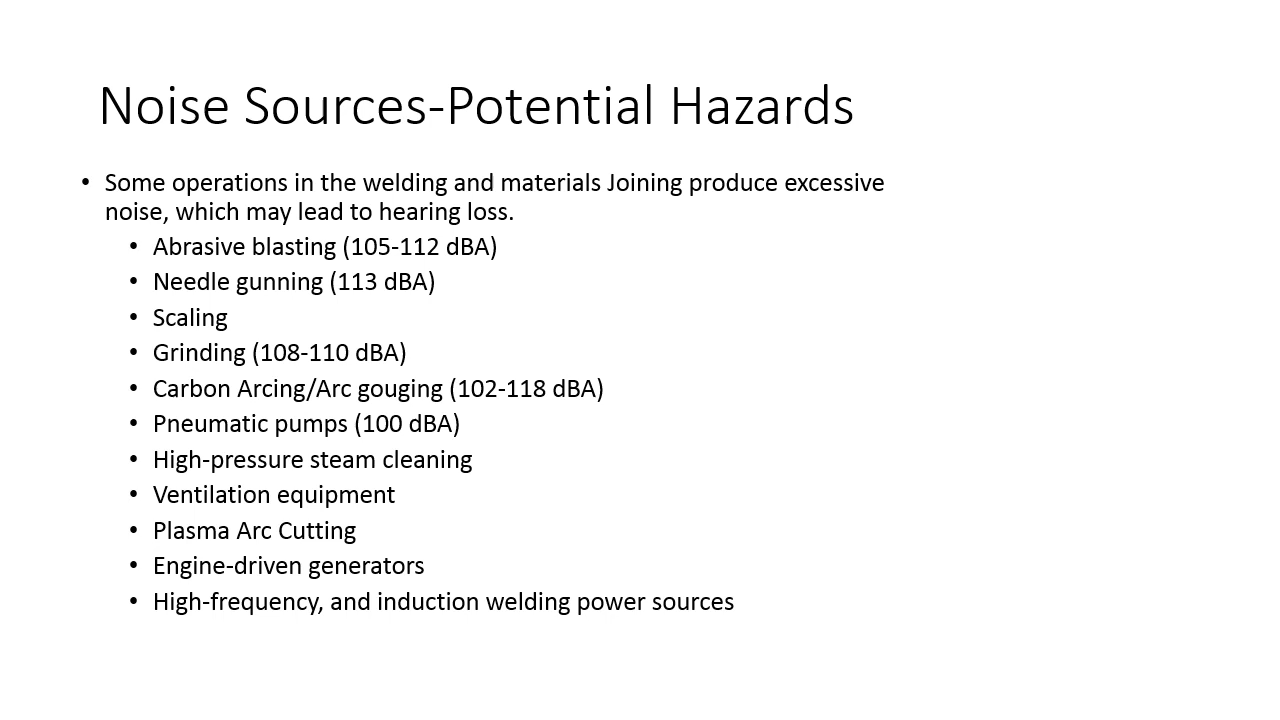 Noise Sources-Potential Hazards
• Some operations in the welding and materials Joining produce excessive
noise, which may lead to hearing loss.
• Abrasive blasting (105-112 dBA)
• Needle gunning (113 dBA)
• Scaling
• Grinding (108-110 dBA)
• Carbon Arcing/Arc gouging (102-118 dBA)
• Pneumatic pumps (100 dBA)
• High-pressure steam cleaning
• Ventilation equipment
• Plasma Arc Cutting
• Engine-driven generators
• High-frequency, and induction welding power sources